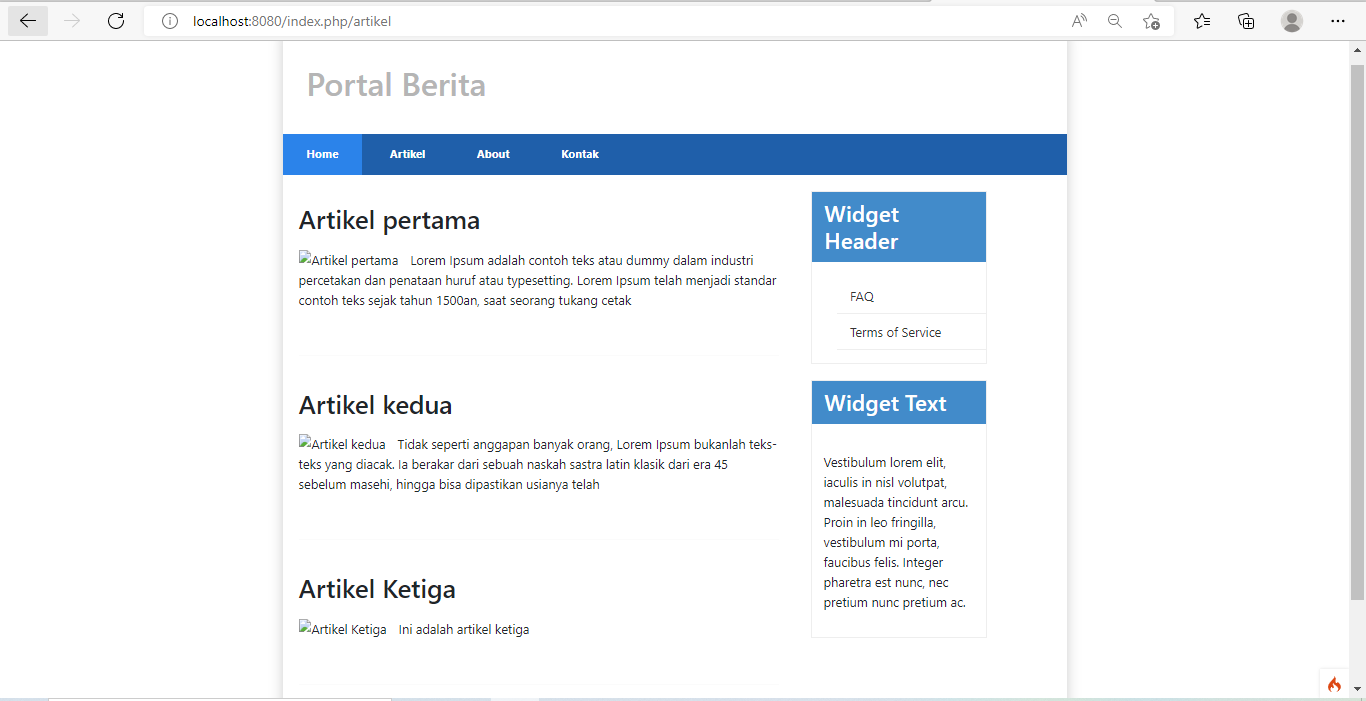 localhost:8080/index.php/artikel
Portal Berita
Home Artikel About Kontak
Artikel pertama
Artikel pertama Lorem Ipsum adalah contoh teks atau dummy dalam industri
percetakan dan penataan huruf atau typesetting. Lorem Ipsum telah menjadi standar
contoh teks sejak tahun 1500an, saat seorang tukang cetak
Artikel kedua
Artikel kedua Tidak seperti anggapan banyak orang, Lorem Ipsum bukanlah teks-
teks yang diacak. Ia berakar dari sebuah naskah sastra latin klasik dari era 45
sebelum masehi, hingga bisa dipastikan usianya telah
Artikel Ketiga
Artikel Ketiga Ini adalah artikel ketiga
Widget
Header
FAQ
Terms of Service
Widget Text
Vestibulum lorem elit,
iaculis in nisl volutpat,
malesuada tincidunt arcu.
Proin in leo fringilla,
vestibulum mi porta,
faucibus felis. Integer
pharetra est nunc, nec
pretium nunc pretium ac.